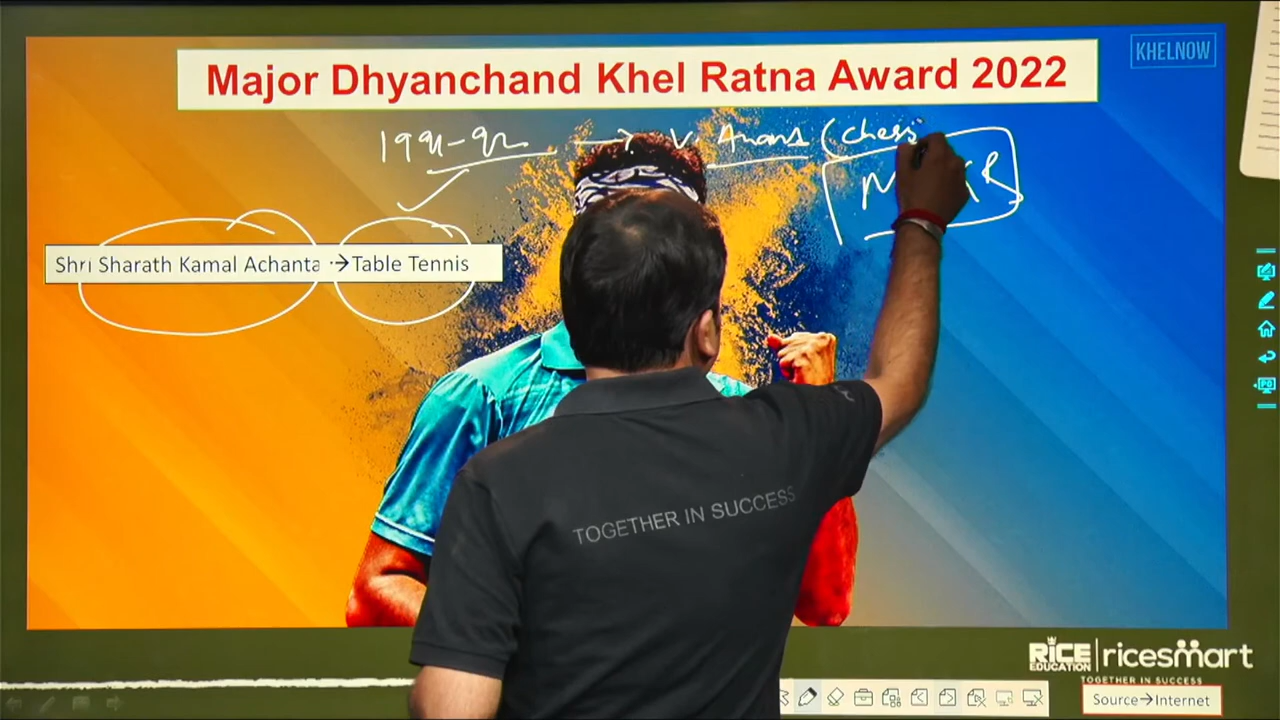 KHELNOW
Major Dhyanchand Khel Ratna Award 2022
1991-92 → V. Anand (Chess
Shri Sharath Kamal Achanta → Table Tennis
TOGETHER IN SUCCESS
RICE EDUCATION | ricesmart
TOGETHER IN SUCCESS
Source→Internet